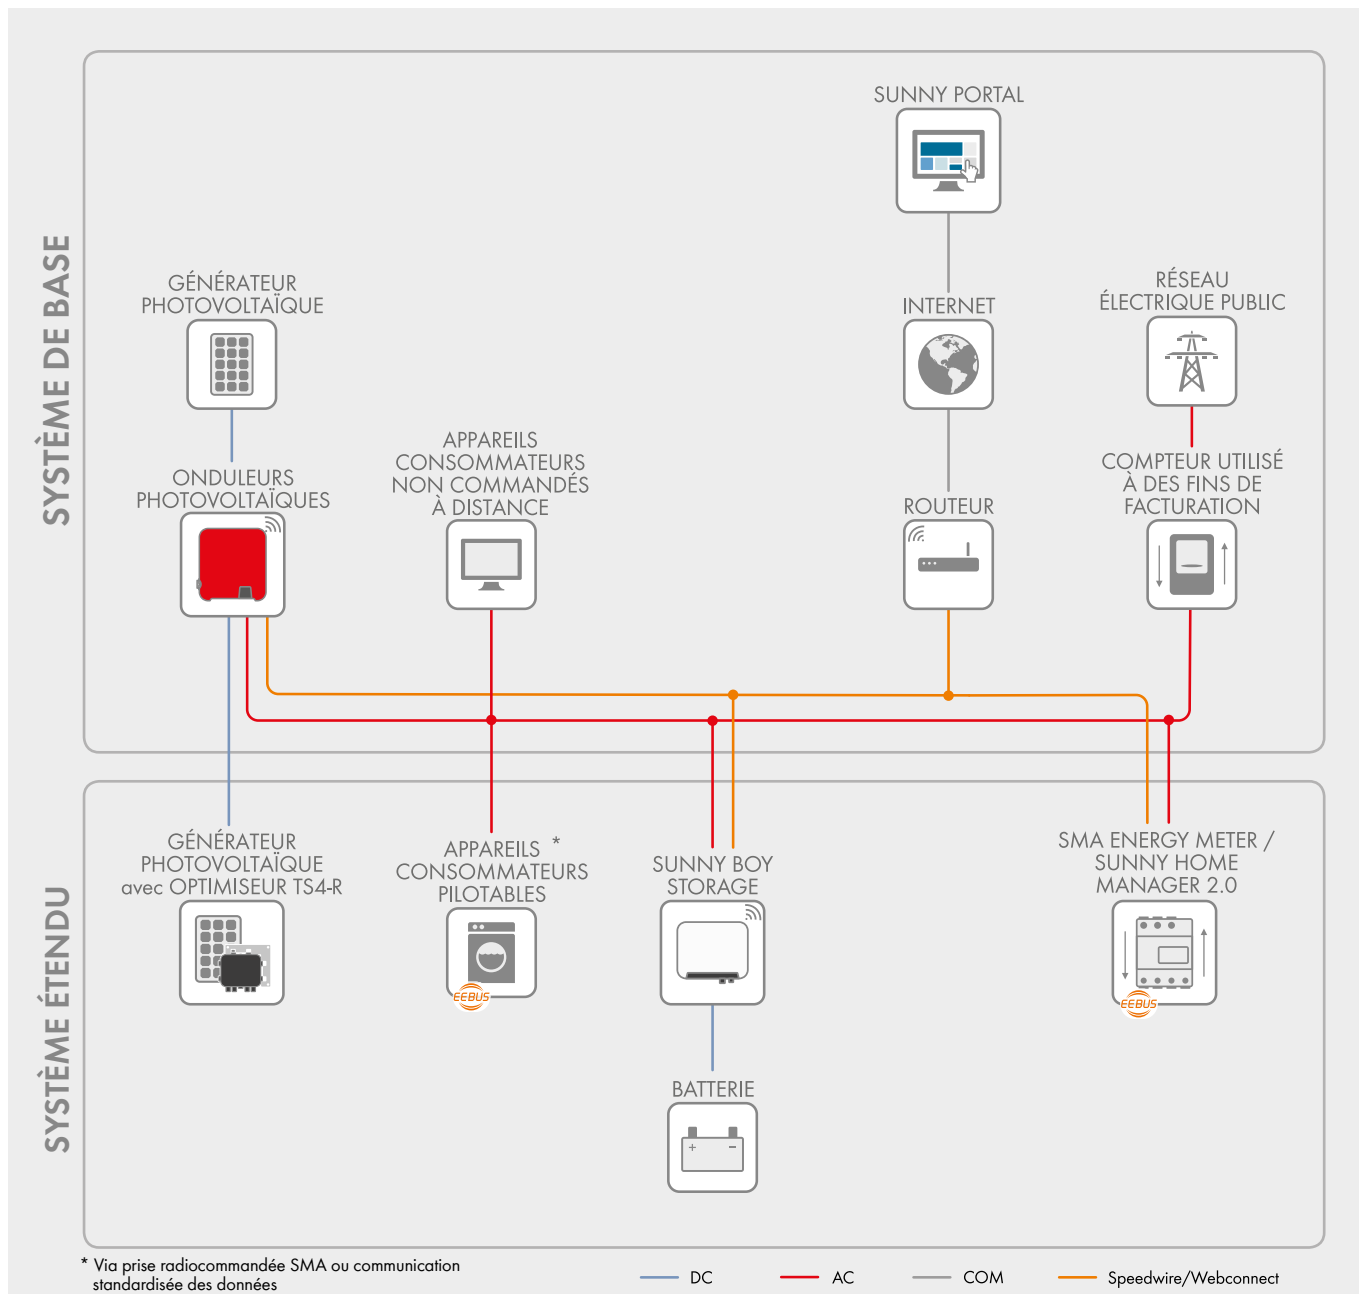 SYSTÈME DE BASE
SUNNY PORTAL
GÉNÉRATEUR
PHOTOVOLTAÏQUE
INTERNET
RÉSEAU
ÉLECTRIQUE PUBLIC
ONDULEURS
PHOTOVOLTAÏQUES
APPAREILS
CONSOMMATEURS
NON COMMANDÉS
À DISTANCE
ROUTEUR
COMPTEUR UTILISÉ
À DES FINS DE
FACTURATION
SYSTÈME ÉTENDU
GÉNÉRATEUR
PHOTOVOLTAÏQUE
avec OPTIMISEUR TS4-R
APPAREILS *
CONSOMMATEURS
PILOTABLES
EEBUS
SUNNY BOY
STORAGE
SMA ENERGY METER /
SUNNY HOME
MANAGER 2.0
EEBUS
BATTERIE
+ −
* Via prise radiocommandée SMA ou communication
standardisée des données
DC
AC
COM
Speedwire/Webconnect